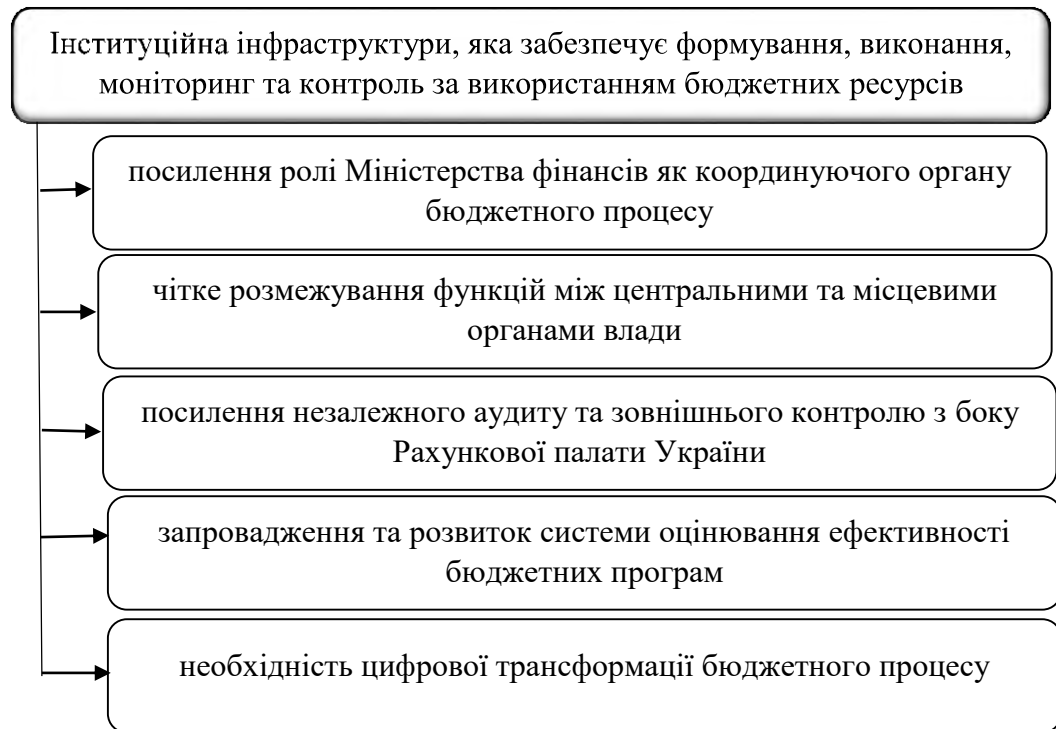 Інституційна інфраструктури, яка забезпечує формування, виконання,
моніторинг та контроль за використанням бюджетних ресурсів
посилення ролі Міністерства фінансів як координуючого органу
бюджетного процесу
чітке розмежування функцій між центральними та місцевими
органами влади
посилення незалежного аудиту та зовнішнього контролю з боку
Рахункової палати України
запровадження та розвиток системи оцінювання ефективності
бюджетних програм
необхідність цифрової трансформації бюджетного процесу